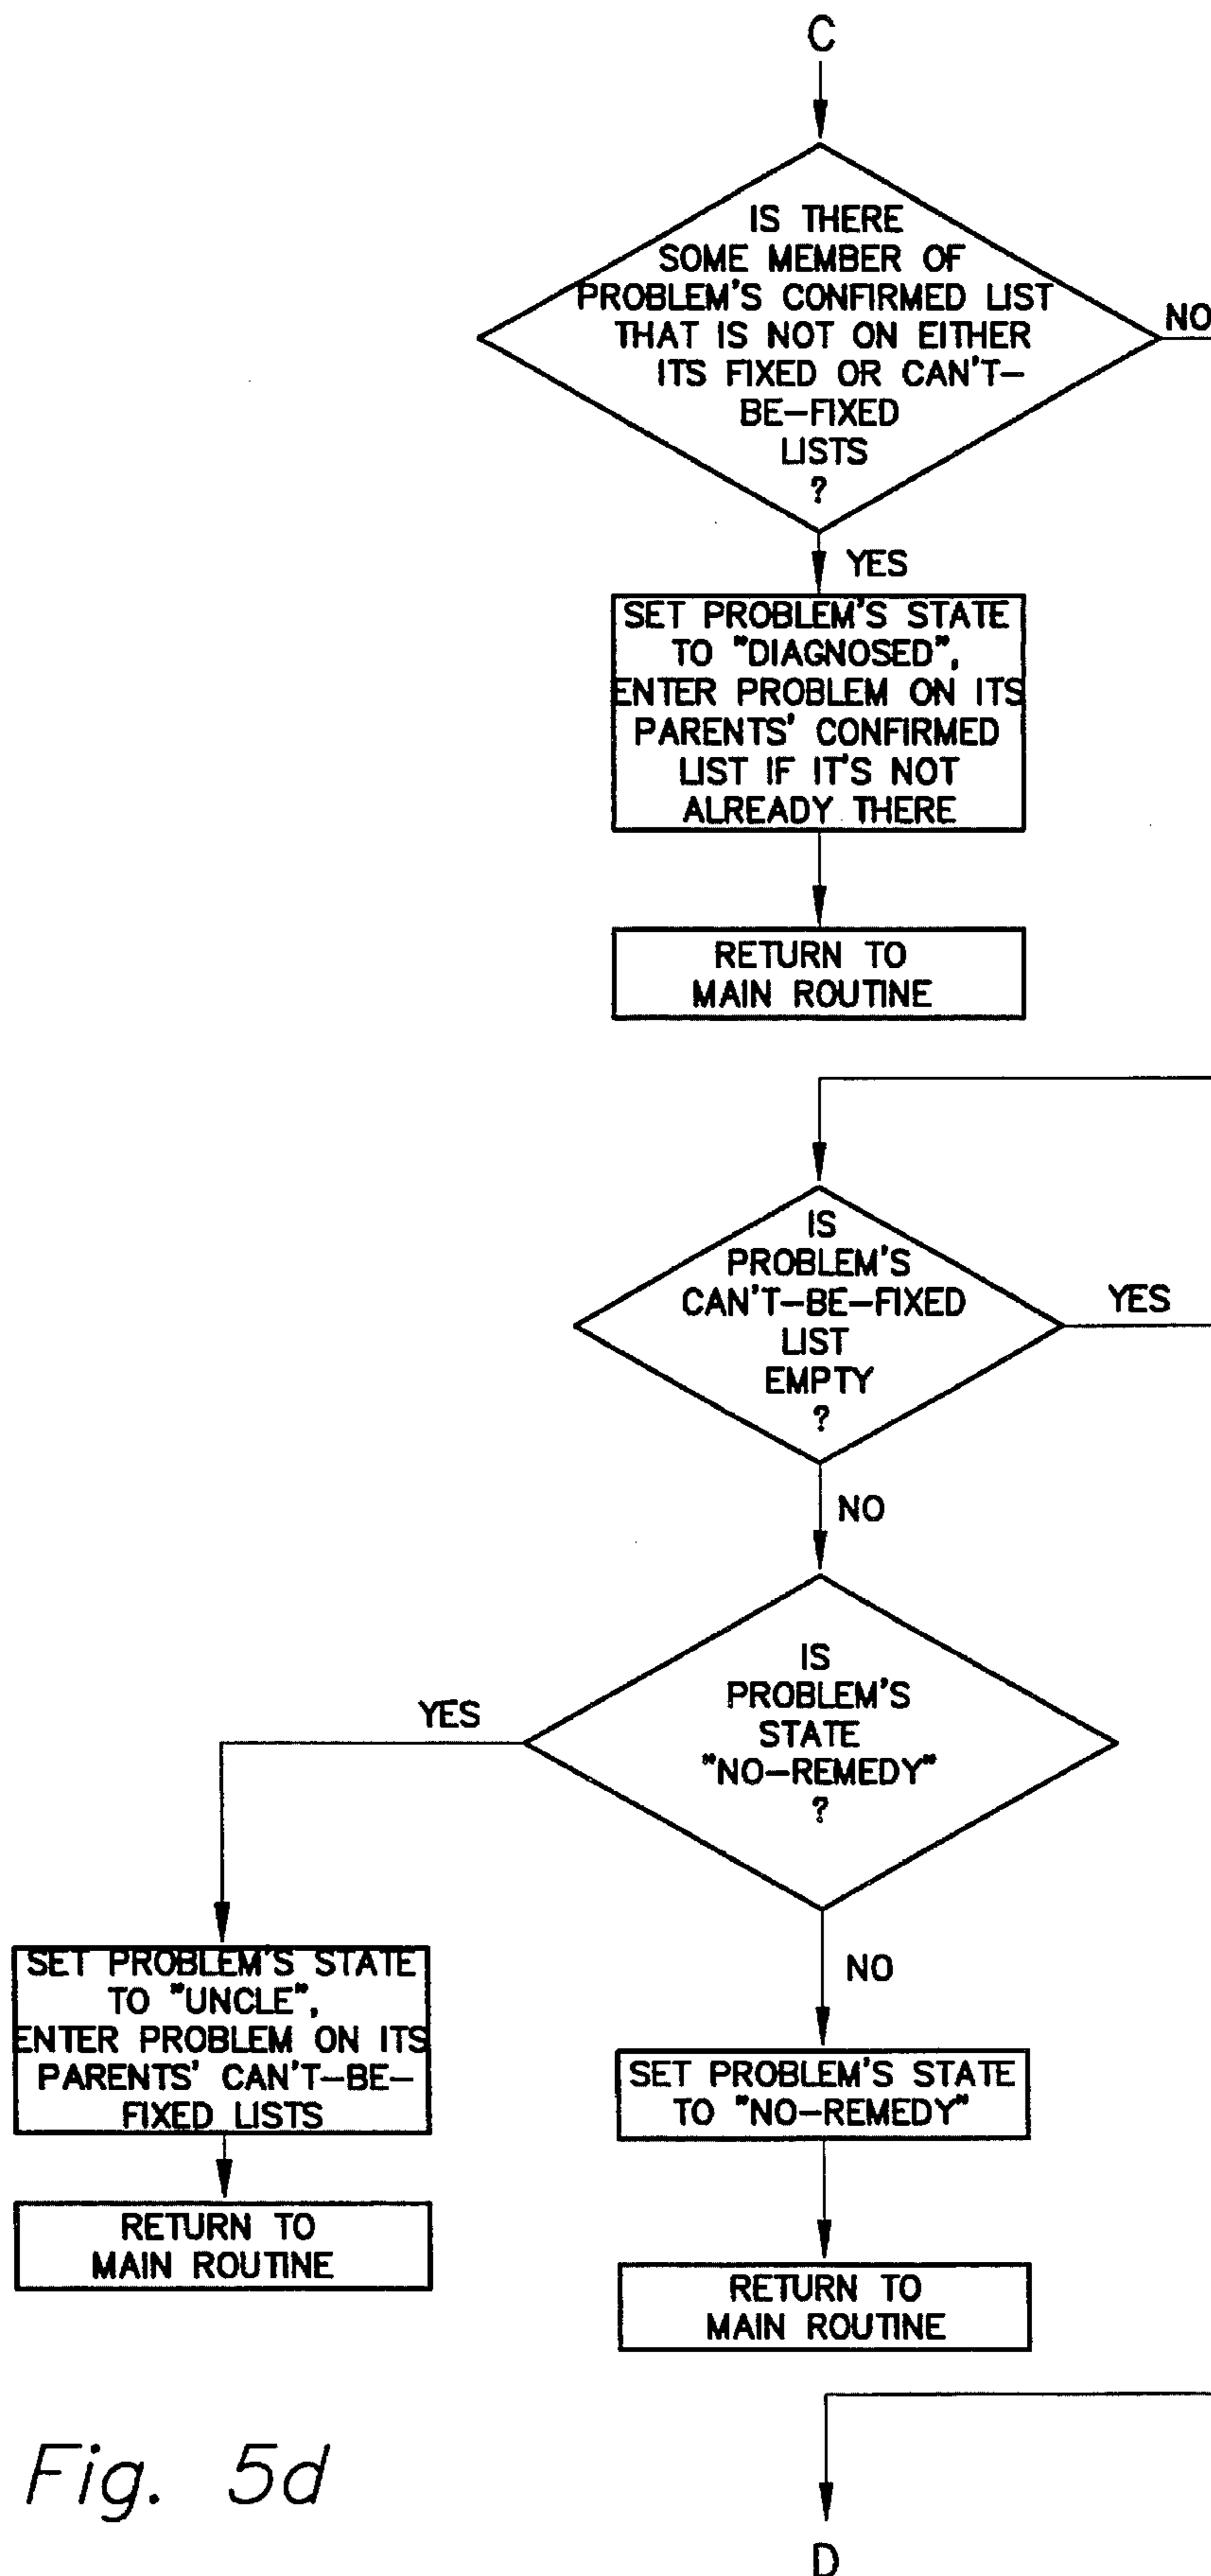 C
IS THERE
SOME MEMBER OF
PROBLEM'S CONFIRMED LIST
THAT IS NOT ON EITHER
ITS FIXED OR CAN'T-
BE-FIXED
LISTS
?
NO
YES
SET PROBLEM'S STATE
TO "DIAGNOSED",
ENTER PROBLEM ON ITS
PARENTS' CONFIRMED
LIST IF IT'S NOT
ALREADY THERE
RETURN TO
MAIN ROUTINE
IS
PROBLEM'S
CAN'T-BE-FIXED
LIST
EMPTY
?
YES
NO
IS
PROBLEM'S
STATE
"NO-REMEDY"
?
YES
NO
SET PROBLEM'S STATE
TO "UNCLE",
ENTER PROBLEM ON ITS
PARENTS' CAN'T-BE-
FIXED LISTS
RETURN TO
MAIN ROUTINE
SET PROBLEM'S STATE
TO "NO-REMEDY"
RETURN TO
MAIN ROUTINE
Fig. 5d
D